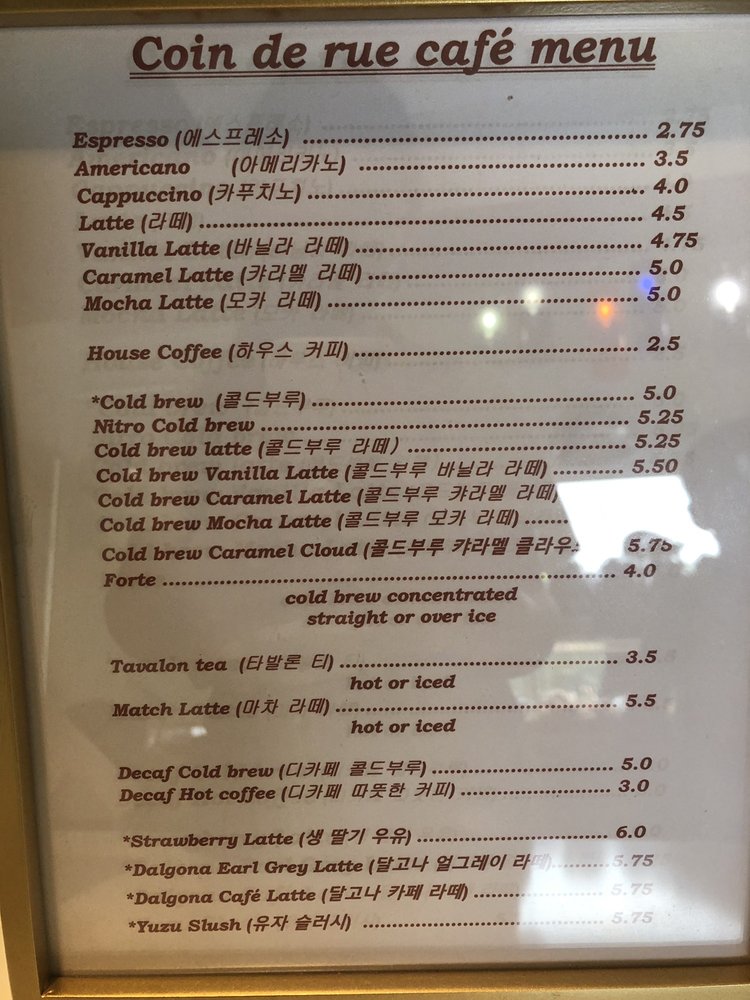 Coin de rue café menu
Espresso (에스프레소) ........ 2.75
Americano (아메리카노) ........ 3.5
Cappuccino (카푸치노) ........ 4.0
Latte (라떼) ........ 4.5
Vanilla Latte (바닐라 라떼) ........ 4.75
Caramel Latte (캬라멜 라떼) ........ 5.0
Mocha Latte (모카 라떼) ........ 5.0
House Coffee (하우스 커피) ........ 2.5
*Cold brew (콜드부루) ........ 5.0
Nitro Cold brew ........ 5.25
Cold brew latte (콜드부루 라떼) ........ 5.25
Cold brew Vanilla Latte (콜드부루 바닐라 라떼) ........ 5.50
Cold brew Caramel Latte (콜드부루 캬라멜 라떼)
Cold brew Mocha Latte (콜드부루 모카 라떼) ........
Cold brew Caramel Cloud (콜드부루 캬라멜 클라우 5.75
Forte ........ 4.0
cold brew concentrated
straight or over ice
Tavalon tea (타발론 티) ........ 3.5
hot or iced
Match Latte (마차 라떼) ........ 5.5
hot or iced
Decaf Cold brew (디카페 콜드부루) ........ 5.0
Decaf Hot coffee (디카페 따뜻한 커피) ........ 3.0
*Strawberry Latte (생 딸기 우유) ........ 6.0
*Dalgona Earl Grey Latte (달고나 얼그레이 라떼) ........ 5.75
*Dalgona Café Latte (달고나 카페 라떼) ........ 5.75
*Yuzu Slush (유자 슬러시) ........ 5.75